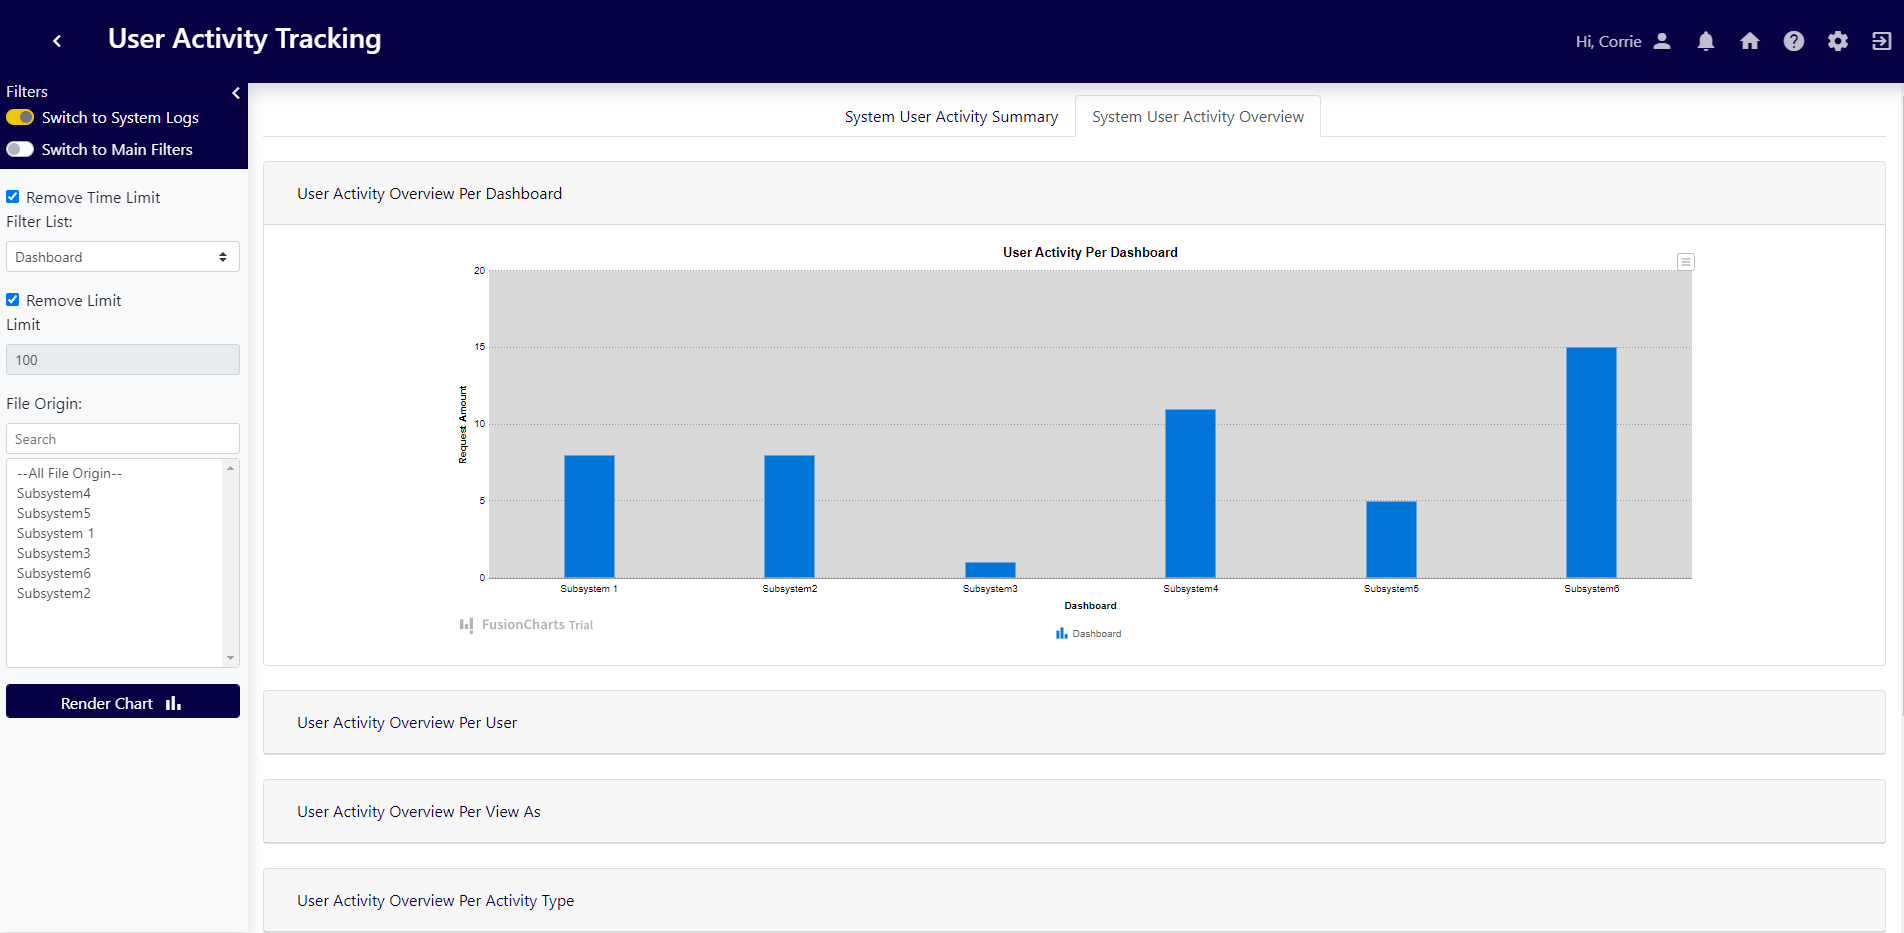 User Activity Tracking
Hi, Corrie
Filters
Switch to System Logs
Switch to Main Filters
Remove Time Limit
Filter List:
Dashboard
Remove Limit
Limit
100
File Origin:
Search
--All File Origin--
Subsystem4
Subsystem5
Subsystem 1
Subsystem3
Subsystem6
Subsystem2
Render Chart
System User Activity Summary
System User Activity Overview
User Activity Overview Per Dashboard
User Activity Per Dashboard
Request Amount
20
15
10
5
0
Subsystem 1
Subsystem2
Subsystem3
Subsystem4
Subsystem5
Subsystem6
Dashboard
FusionCharts Trial
Dashboard
User Activity Overview Per User
User Activity Overview Per View As
User Activity Overview Per Activity Type